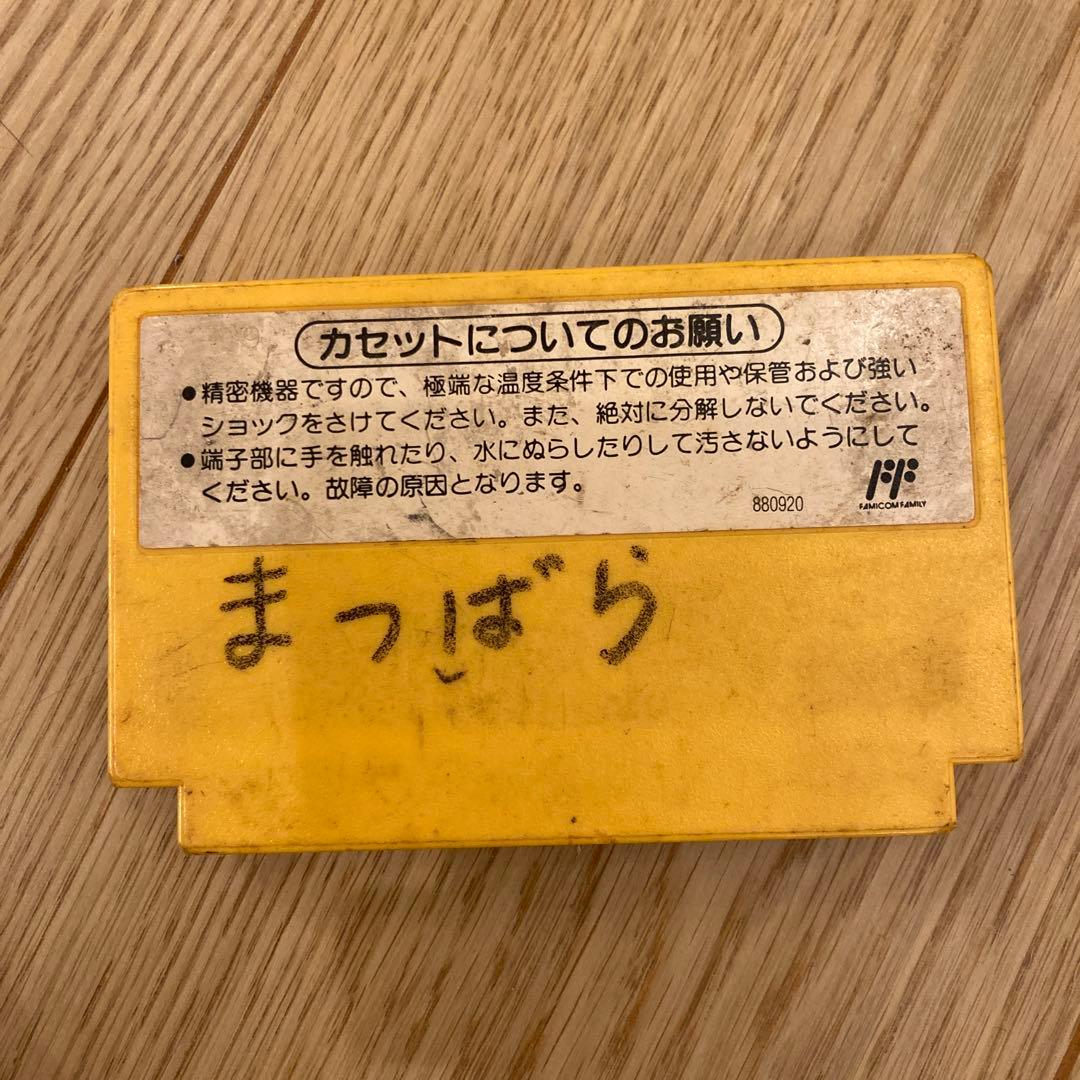 カセットについてのお願い
●精密機器ですので、極端な温度条件下での使用や保管および強い
ショックをさけてください。また、絶対に分解しないでください。
●端子部に手を触れたり、水にぬらしたりして汚さないようにして
ください。故障の原因となります。
880920
FAMICOM FAMILY
まつばら